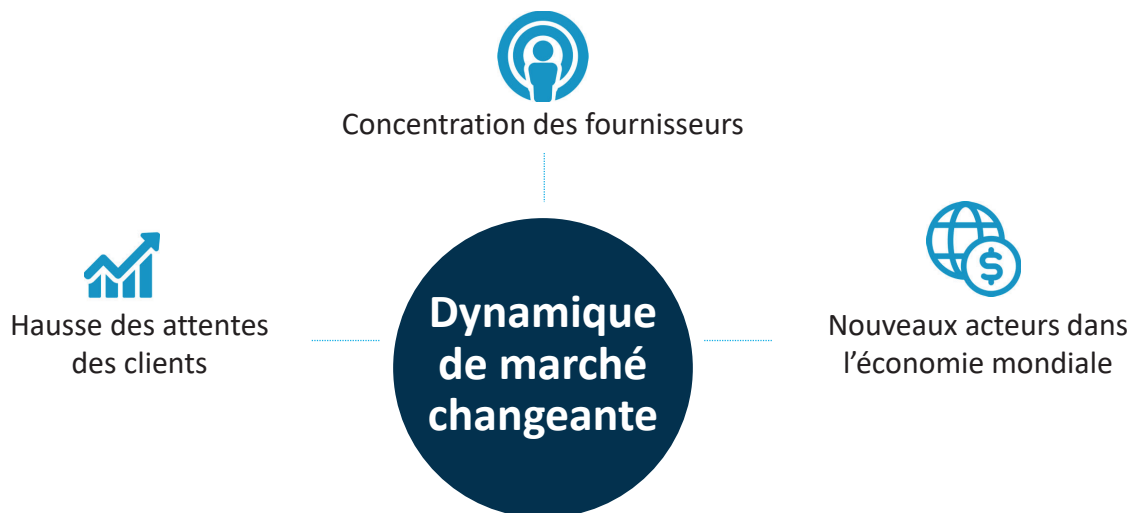 Concentration des fournisseurs
Hausse des attentes
des clients
Dynamique
de marché
changeante
Nouveaux acteurs dans
l’économie mondiale